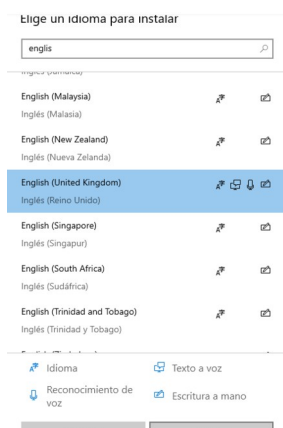 Elige un idioma para instalar
englis
English (Malaysia)
Inglés (Malasia)
English (New Zealand)
Inglés (Nueva Zelanda)
English (United Kingdom)
Inglés (Reino Unido)
English (Singapore)
Inglés (Singapur)
English (South Africa)
Inglés (Sudáfrica)
English (Trinidad and Tobago)
Inglés (Trinidad y Tobago)
Idioma
Texto a voz
Reconocimiento de
voz
Escritura a mano